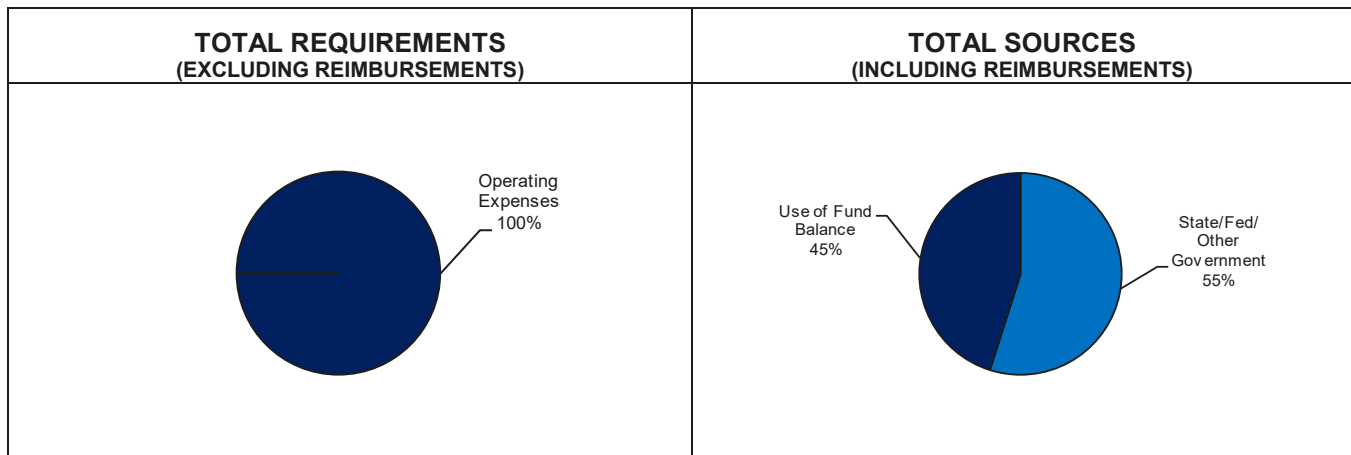 TOTAL REQUIREMENTS
(EXCLUDING REIMBURSEMENTS)
Operating
Expenses
100%
TOTAL SOURCES
(INCLUDING REIMBURSEMENTS)
Use of Fund
Balance
45%
State/Fed/
Other
Government
55%